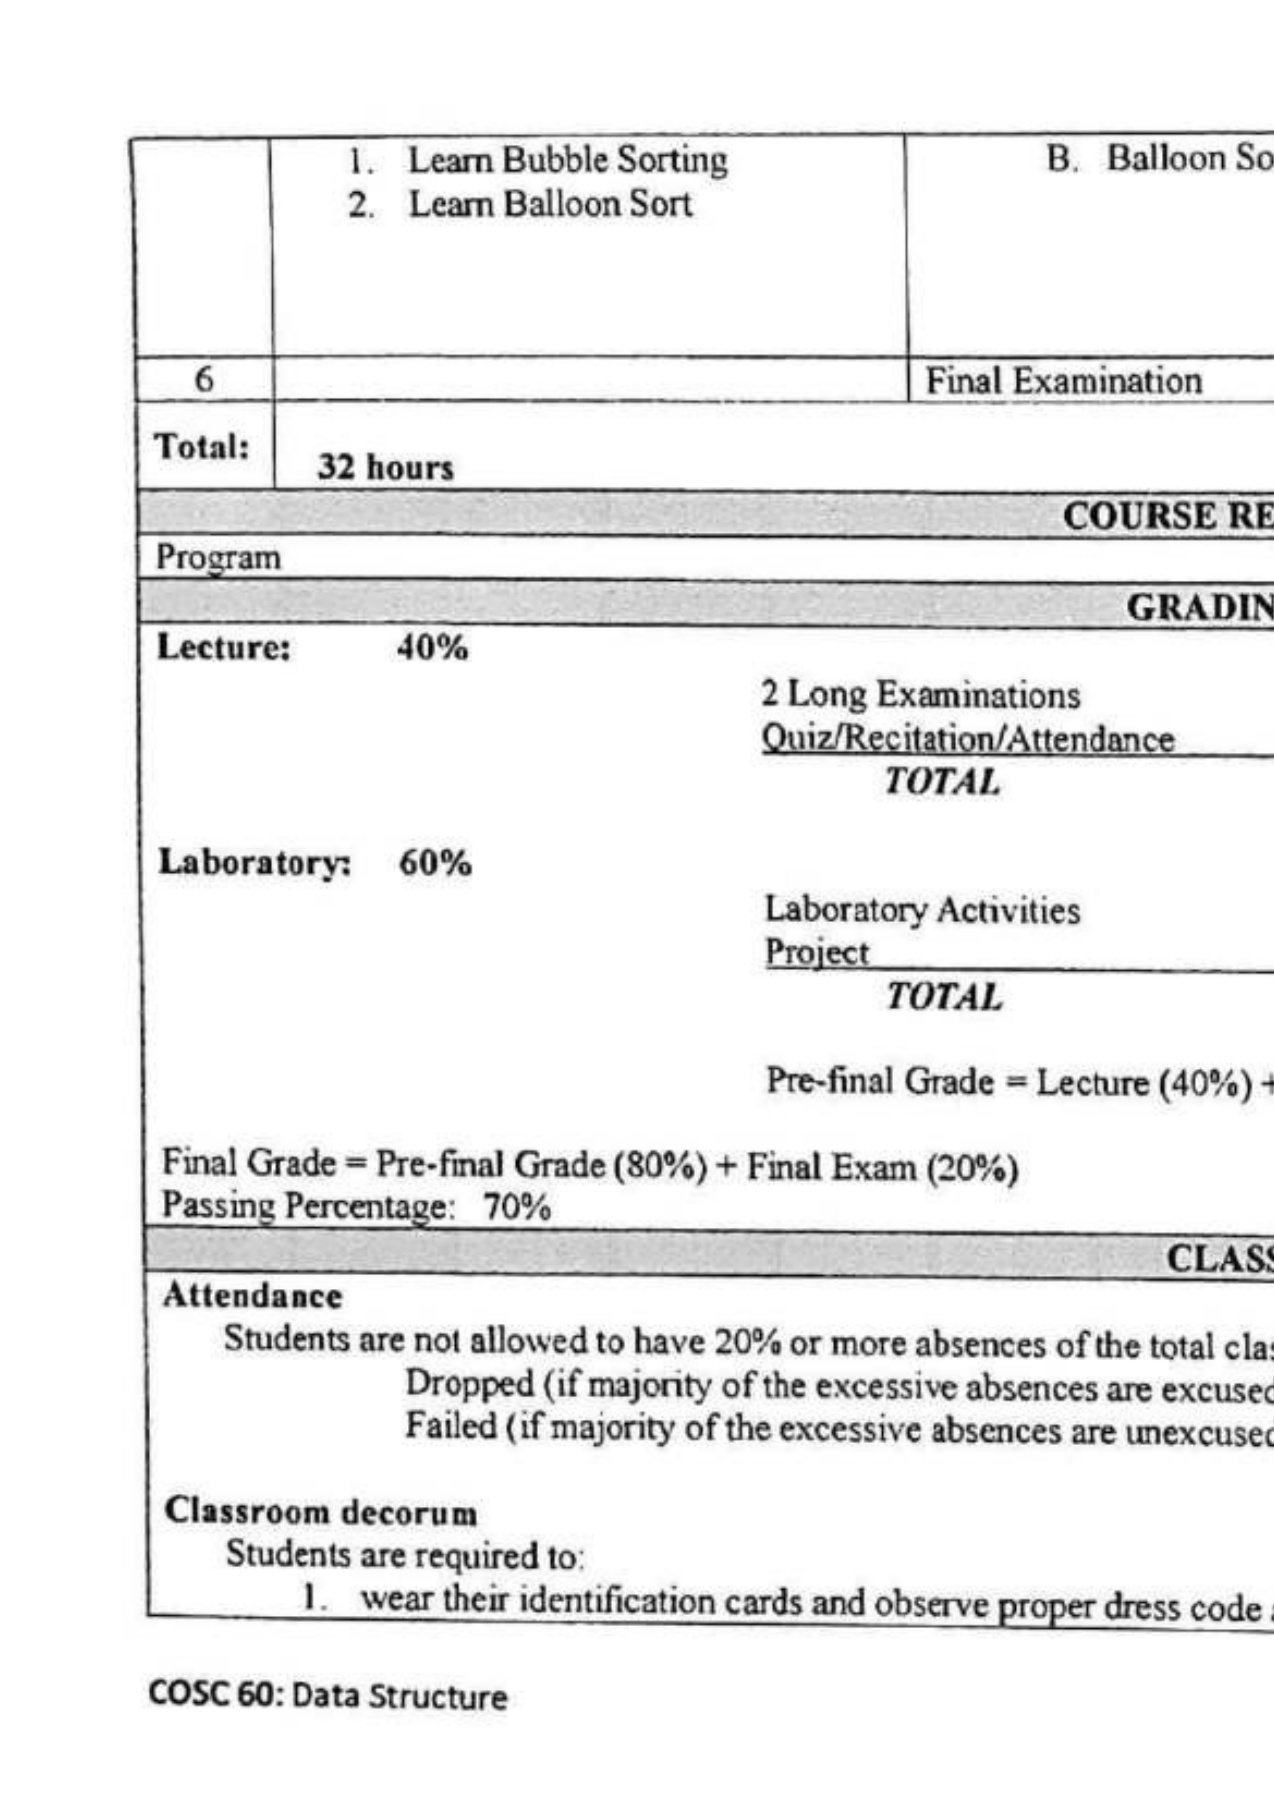 1. Learn Bubble Sorting
2. Learn Balloon Sort
B. Balloon So
6
Final Examination
Total:
32 hours
COURSE RE
Program
GRADIN
Lecture: 40%
2 Long Examinations
Quiz/Recitation/Attendance
TOTAL
Laboratory: 60%
Laboratory Activities
Project
TOTAL
Pre-final Grade = Lecture (40%) +
Final Grade = Pre-final Grade (80%) + Final Exam (20%)
Passing Percentage: 70%
CLASS
Attendance
Students are not allowed to have 20% or more absences of the total clas
Dropped (if majority of the excessive absences are excused
Failed (if majority of the excessive absences are unexcused
Classroom decorum
Students are required to:
1. wear their identification cards and observe proper dress code
COSC 60: Data Structure